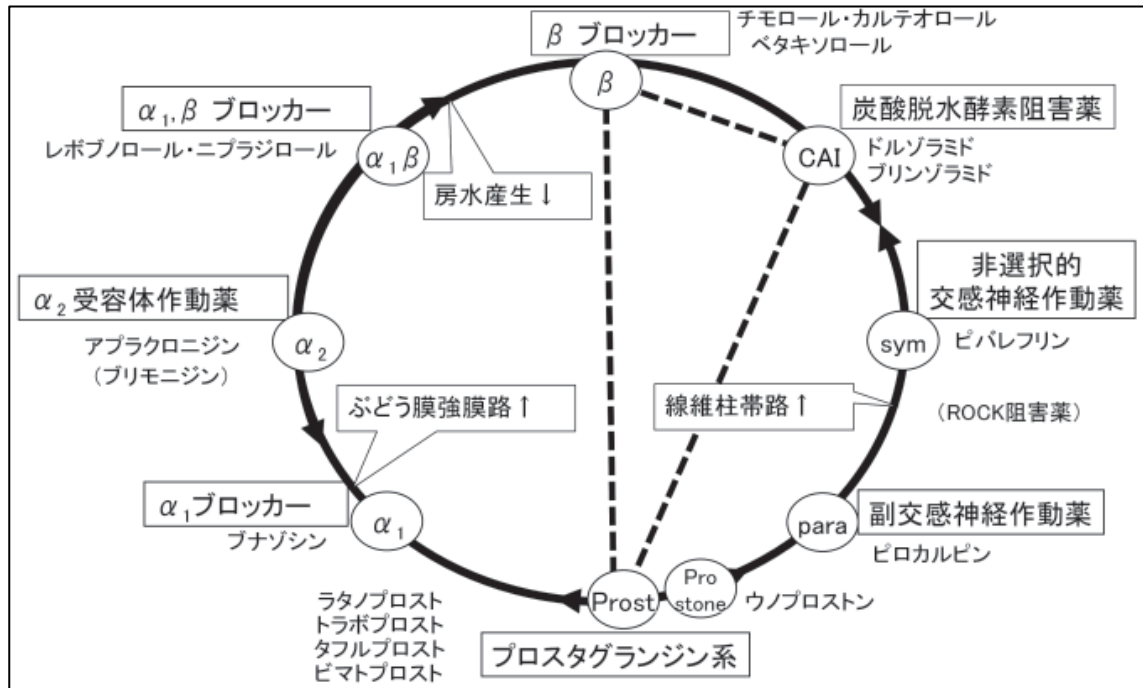 β ブロッカー
チモロール・カルテオロール
ベタキソロール
β
α₁,β ブロッカー
レボブノロール・ニプラジロール
α₁β
房水産生↓
炭酸脱水酵素阻害薬
CAI
ドルゾラミド
ブリンゾラミド
α₂受容体作動薬
アプラクロニジン
(ブリモニジン)
α₂
非選択的
交感神経作動薬
sym
ピバレフリン
ぶどう膜強膜路↑
線維柱帯路↑
(ROCK阻害薬)
α₁ブロッカー
ブナゾシン
α₁
para
副交感神経作動薬
ピロカルピン
ラタノプロスト
トラボプロスト
タフルプロスト
ビマトプロスト
Prost
Pro
stone
ウノプロストン
プロスタグランジン系